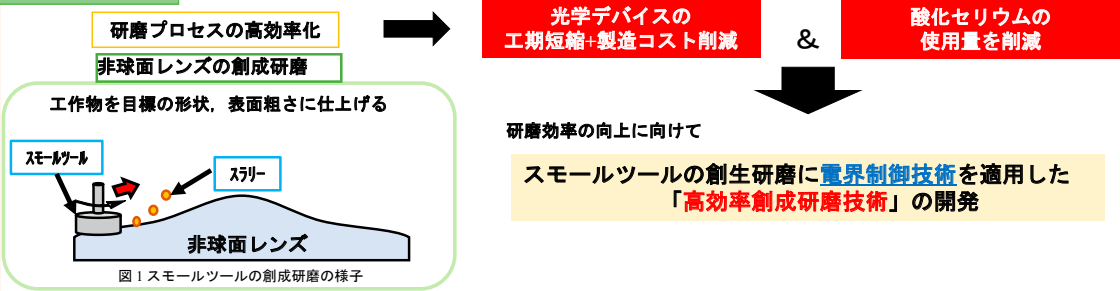 研磨プロセスの高効率化
光学デバイスの
工期短縮+製造コスト削減
&
酸化セリウムの
使用量を削減
非球面レンズの創成研磨
工作物を目標の形状，表面粗さに仕上げる
スモールツール
スラリー
非球面レンズ
図1スモールツールの創成研磨の様子
研磨効率の向上に向けて
スモールツールの創生研磨に電界制御技術を適用した
「高効率創成研磨技術」の開発